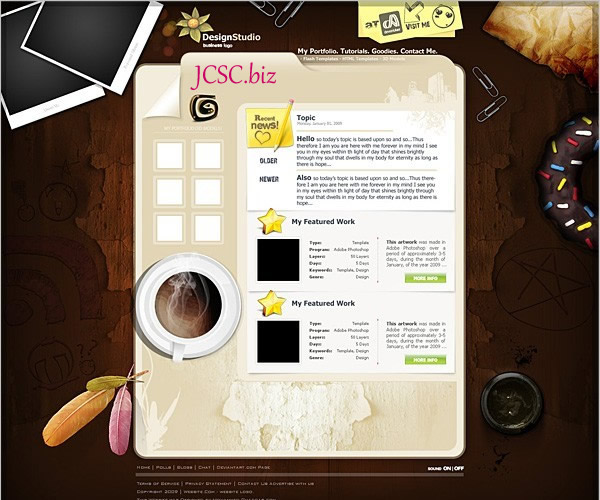 DesignStudio
business logo
AT dA VISIT ME
My Portfolio. Tutorials. Goodies. Contact Me.
Flash Templates - HTML Templates - 3D Models
JCSC.biz
Recent
news!
Topic
Monday, January 01, 2009
Hello so today's topic is based upon so and so...Thus
therefore I am you are here with me forever in my mind I see
you in my eyes within th light of day that shines brightly
through my soul that dwells in my body for eternity as long as
there is hope...
OLDER
NEWER
Also so today's topic is based upon so and so...Thus there-
fore I am you are here with me forever in my mind I see you
in my eyes within th light of day that shines brightly through
my soul that dwells in my body for eternity as long as there is
hope...
My Featured Work
Type: Template
Program: Adobe Photoshop
Layers: 50 Layers
Days: 5 Days
Keywords: Template, Design
Genre: Design
This artwork was made in
Adobe Photoshop over a
period of approximately 3-5
days, during the month of
January, of the year 2009 ...
MORE INFO
My Featured Work
Type: Template
Program: Adobe Photoshop
Layers: 50 Layers
Days: 5 Days
Keywords: Template, Design
Genre: Design
This artwork was made in
Adobe Photoshop over a
period of approximately 3-5
days, during the month of
January, of the year 2009 ...
MORE INFO
Home | Polls | Guides | Chat | Deviantart.com Page
SOUND ON | OFF
Terms of Service | Privacy Statement | Contact Us Advertise with us
Copyright 2009 | Website.Com - website logo